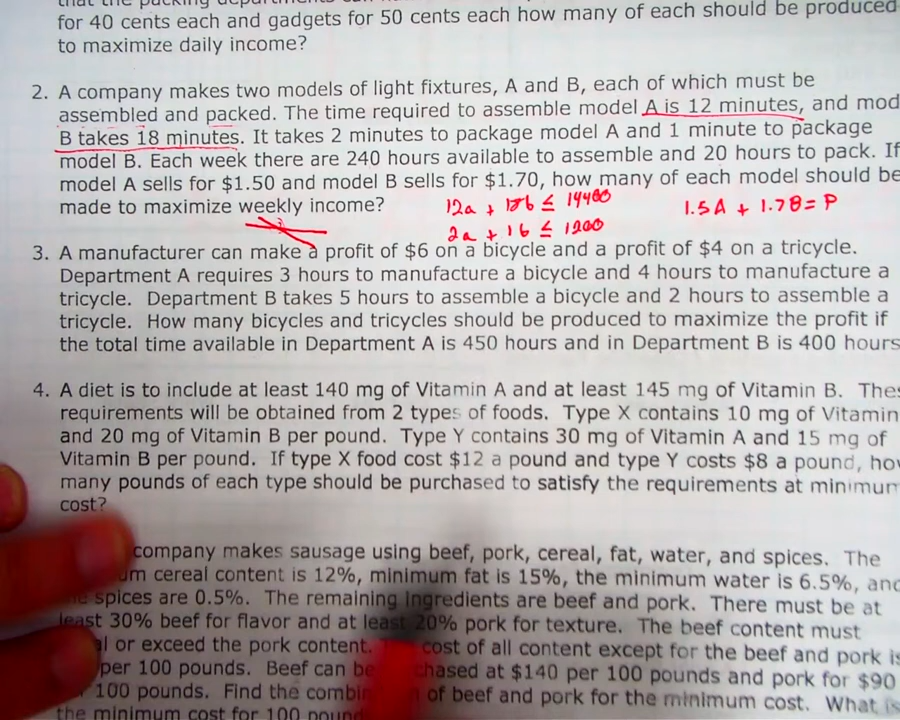 for 40 cents each and gadgets for 50 cents each how many of each should be produced
to maximize daily income?
2. A company makes two models of light fixtures, A and B, each of which must be
assembled and packed. The time required to assemble model A is 12 minutes, and mod
B takes 18 minutes. It takes 2 minutes to package model A and 1 minute to package
model B. Each week there are 240 hours available to assemble and 20 hours to pack. If
model A sells for $1.50 and model B sells for $1.70, how many of each model should be
made to maximize weekly income?
12a + 18b ≤ 14400
1.5A + 1.7B = P
2a + 1b ≤ 1200
3. A manufacturer can make a profit of $6 on a bicycle and a profit of $4 on a tricycle.
Department A requires 3 hours to manufacture a bicycle and 4 hours to manufacture a
tricycle. Department B takes 5 hours to assemble a bicycle and 2 hours to assemble a
tricycle. How many bicycles and tricycles should be produced to maximize the profit if
the total time available in Department A is 450 hours and in Department B is 400 hours
4. A diet is to include at least 140 mg of Vitamin A and at least 145 mg of Vitamin B. Thes
requirements will be obtained from 2 types of foods. Type X contains 10 mg of Vitamin
and 20 mg of Vitamin B per pound. Type Y contains 30 mg of Vitamin A and 15 mg of
Vitamin B per pound. If type X food cost $12 a pound and type Y costs $8 a pound, how
many pounds of each type should be purchased to satisfy the requirements at minimum
cost?
company makes sausage using beef, pork, cereal, fat, water, and spices. The
um cereal content is 12%, minimum fat is 15%, the minimum water is 6.5%, and
spices are 0.5%. The remaining ingredients are beef and pork. There must be at
least 30% beef for flavor and at least 20% pork for texture. The beef content must
al or exceed the pork content. cost of all content except for the beef and pork is
per 100 pounds. Beef can be chased at $140 per 100 pounds and pork for $90
100 pounds. Find the combin of beef and pork for the minimum cost. What is
the minimum cost for 100 pound